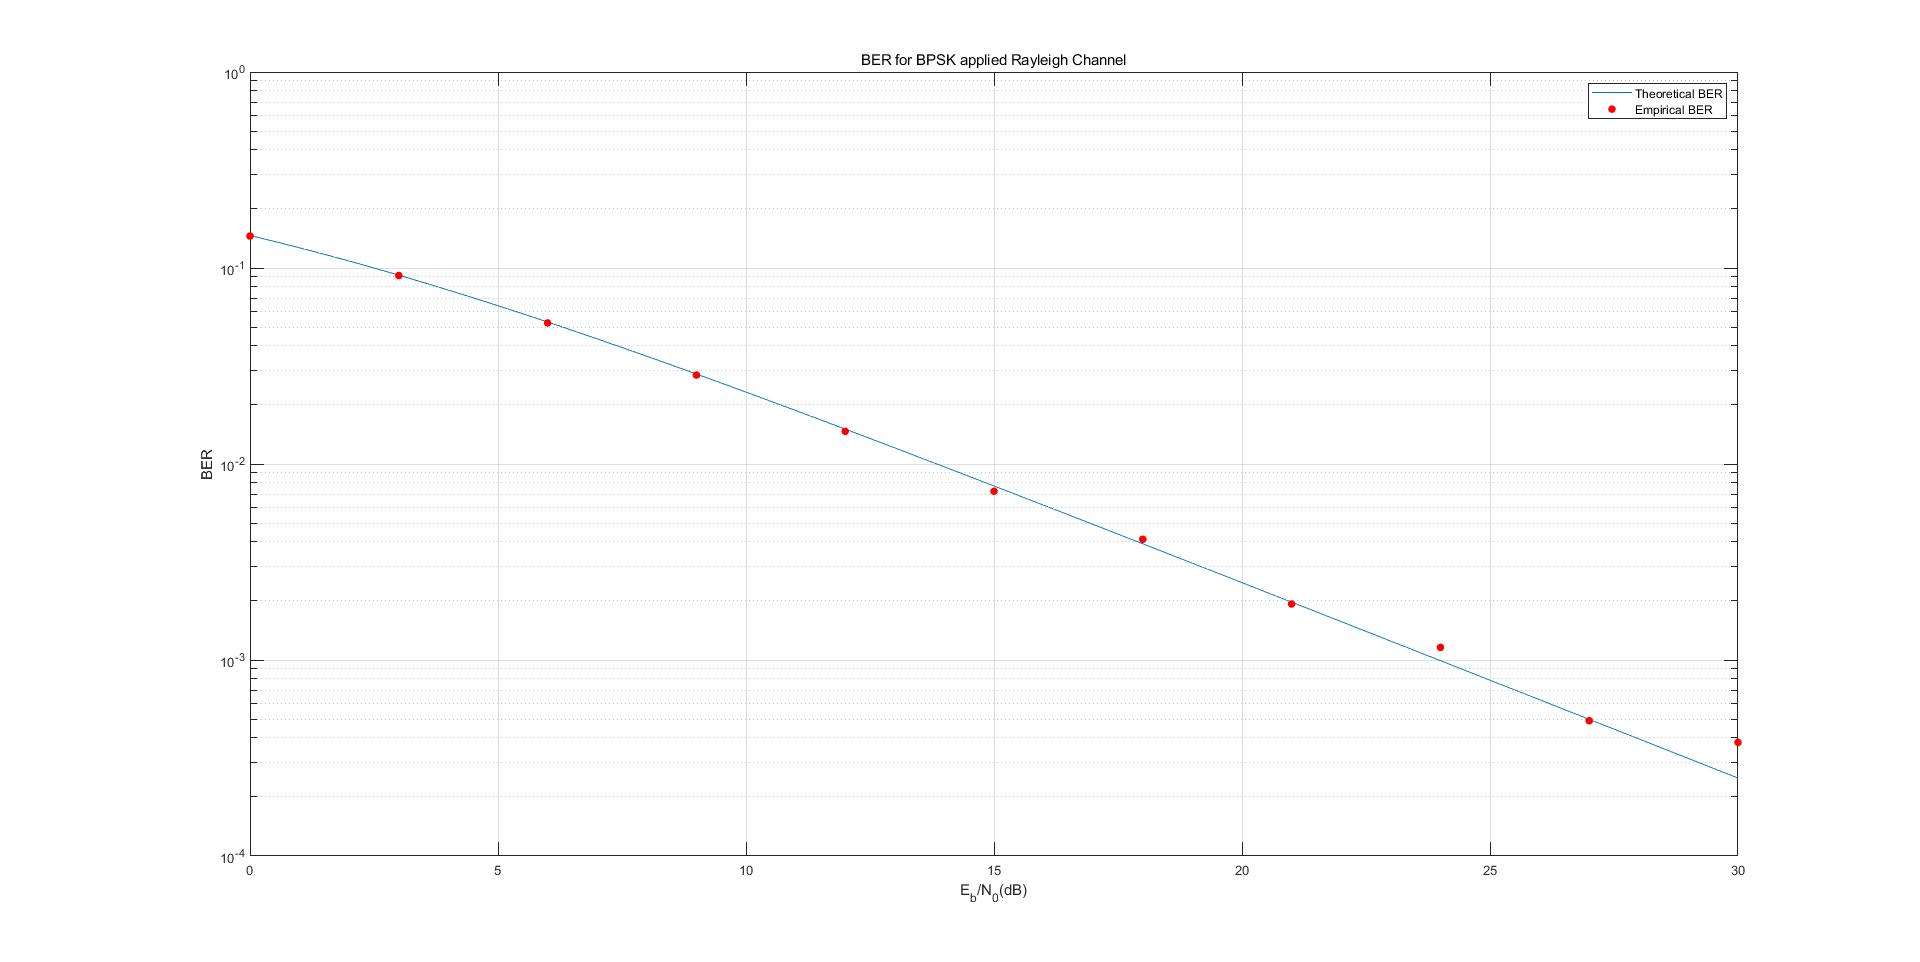 BER for BPSK applied Rayleigh Channel
Theoretical BER
Empirical BER
10^0
10^-1
10^-2
10^-3
10^-4
BER
0 5 10 15 20 25 30
E_b/N_0(dB)